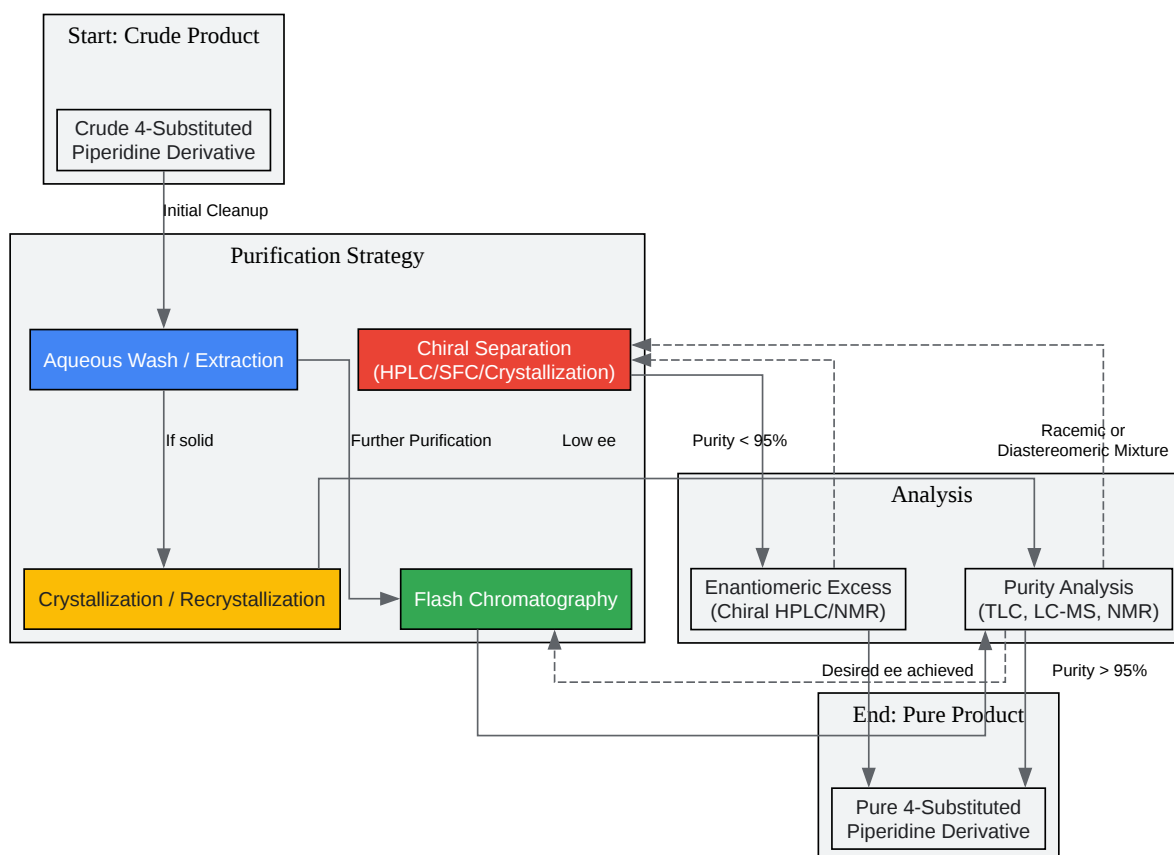 Start: Crude Product
Crude 4-Substituted
Piperidine Derivative
Initial Cleanup
Purification Strategy
Aqueous Wash / Extraction
Chiral Separation
(HPLC/SFC/Crystallization)
If solid
Further Purification
Low ee
Purity < 95%
Racemic or
Diastereomeric Mixture
Analysis
Crystallization / Recrystallization
Flash Chromatography
Enantiomeric Excess
(Chiral HPLC/NMR)
Purity Analysis
(TLC, LC-MS, NMR)
Desired ee achieved
Purity > 95%
End: Pure Product
Pure 4-Substituted
Piperidine Derivative